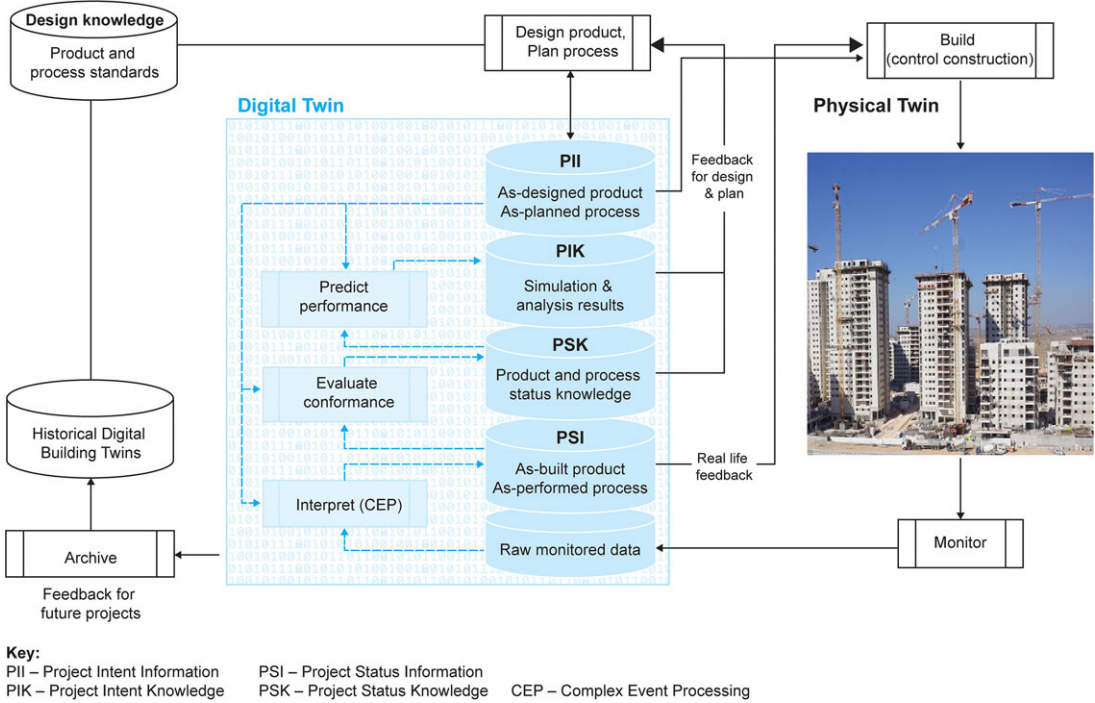 Design knowledge
Product and
process standards
Design product,
Plan process
Build
(control construction)
Digital Twin
Physical Twin
PII
As-designed product
As-planned process
Feedback
for design
& plan
PIK
Simulation &
analysis results
Predict
performance
PSK
Product and process
status knowledge
Evaluate
conformance
Historical Digital
Building Twins
PSI
As-built product
As-performed process
Real life
feedback
Interpret (CEP)
Raw monitored data
Monitor
Archive
Feedback for
future projects
Key:
PII – Project Intent Information PSI – Project Status Information
PIK – Project Intent Knowledge PSK – Project Status Knowledge CEP – Complex Event Processing